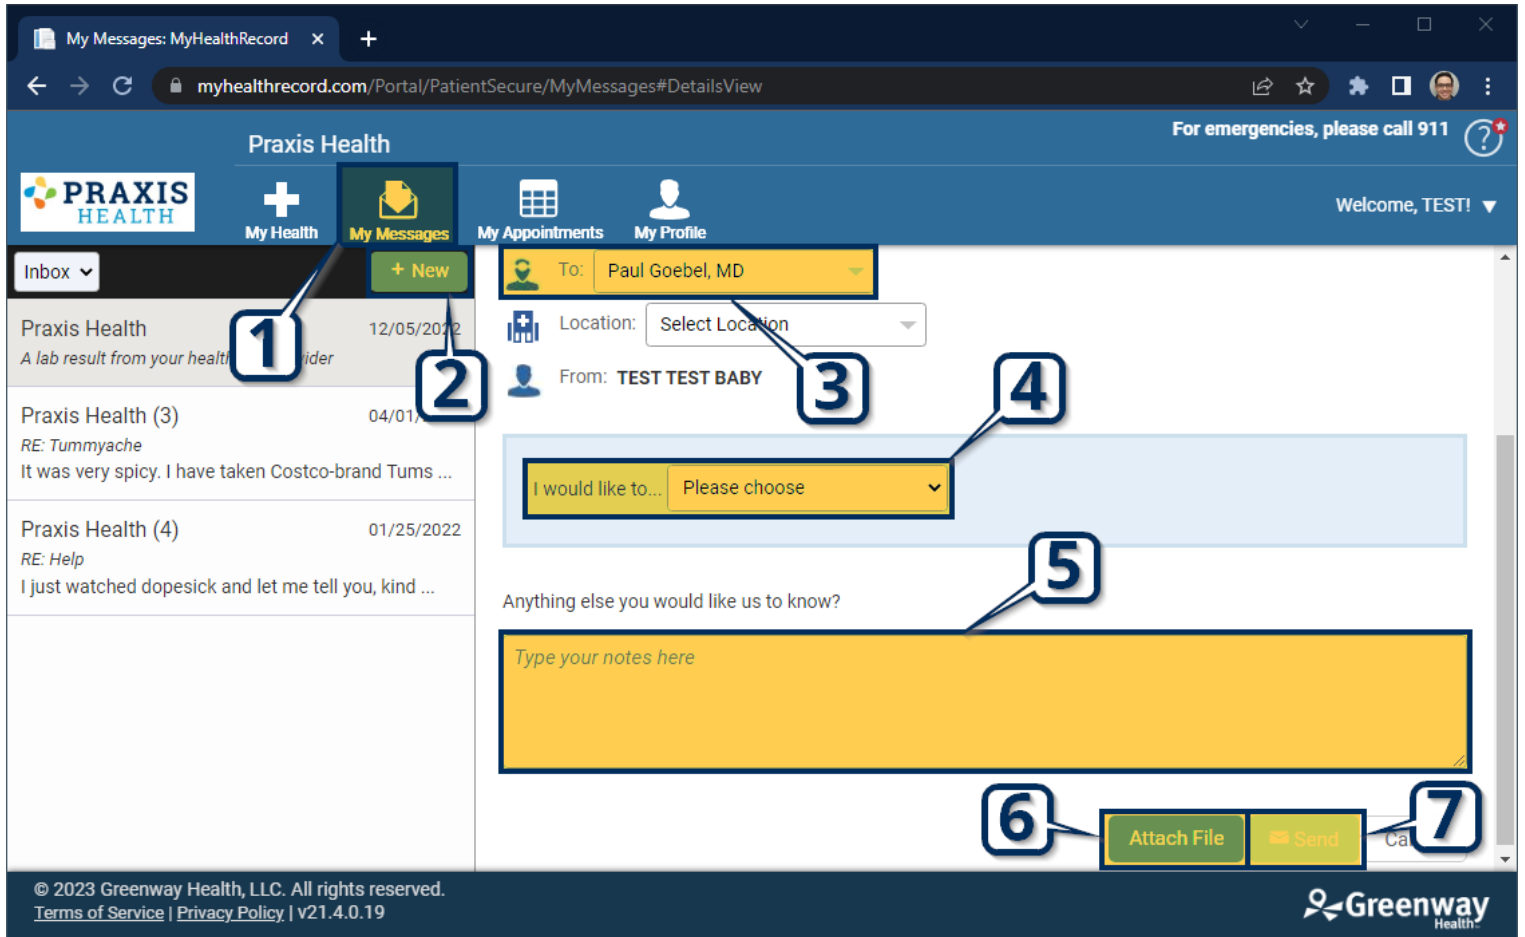 My Messages: MyHealthRecord
myhealthrecord.com/Portal/PatientSecure/MyMessages#DetailsView
Praxis Health
For emergencies, please call 911
PRAXIS
HEALTH
My Health
My Messages
My Appointments
My Profile
Welcome, TEST!
Inbox
+ New
To: Paul Goebel, MD
Location: Select Location
From: TEST TEST BABY
Praxis Health 12/05/2022
A lab result from your
Praxis Health (3) 04/01/
RE: Tummyache
It was very spicy. I have taken Costco-brand Tums ...
Praxis Health (4) 01/25/2022
RE: Help
I just watched dopesick and let me tell you, kind ...
1
2
3
4
I would like to... Please choose
5
Anything else you would like us to know?
Type your notes here
6
Attach File
Send
7
© 2023 Greenway Health, LLC. All rights reserved.
Terms of Service | Privacy Policy | v21.4.0.19
Greenway
Health